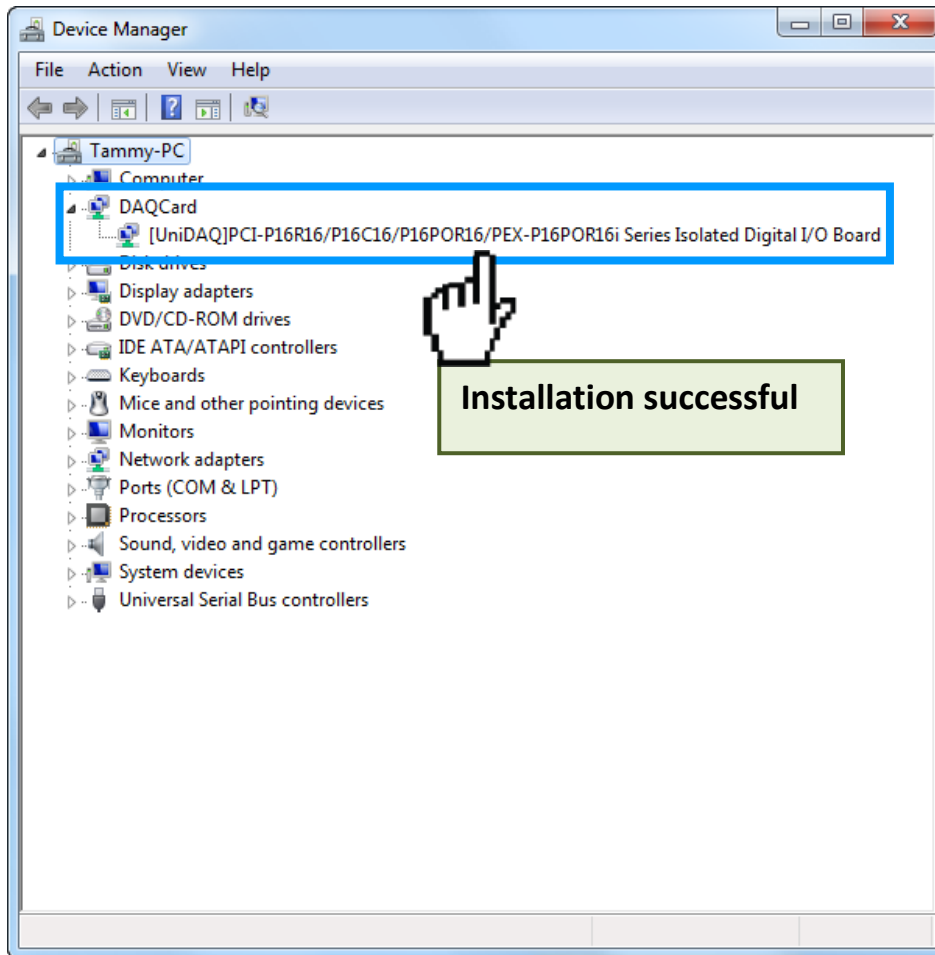 Device Manager
File Action View Help
Tammy-PC
Computer
DAQCard
[UniDAQ]PCI-P16R16/P16C16/P16POR16/PEX-P16POR16i Series Isolated Digital I/O Board
Disk drives
Display adapters
DVD/CD-ROM drives
IDE ATA/ATAPI controllers
Keyboards
Mice and other pointing devices
Monitors
Network adapters
Ports (COM & LPT)
Processors
Sound, video and game controllers
System devices
Universal Serial Bus controllers
Installation successful